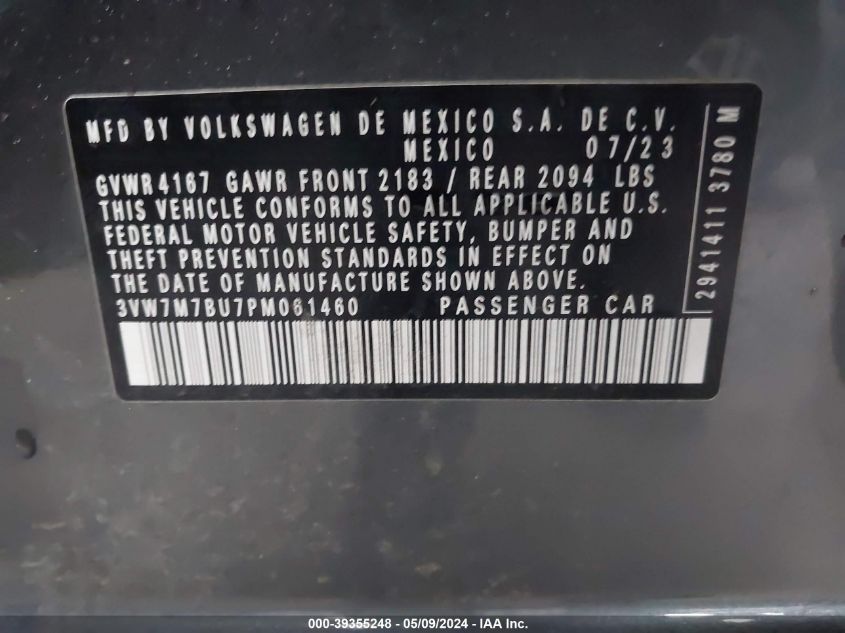 MFD BY VOLKSWAGEN DE MEXICO S.A. DE C.V.
MEXICO 07/23
GVWR 4167 GAWR FRONT 2183 / REAR 2094 LBS
THIS VEHICLE CONFORMS TO ALL APPLICABLE U.S.
FEDERAL MOTOR VEHICLE SAFETY, BUMPER AND
THEFT PREVENTION STANDARDS IN EFFECT ON
THE DATE OF MANUFACTURE SHOWN ABOVE.
3VW7M7BU7PM061460 PASSENGER CAR
2941411 3780 M
000-39355248 - 05/09/2024 - IAA Inc.